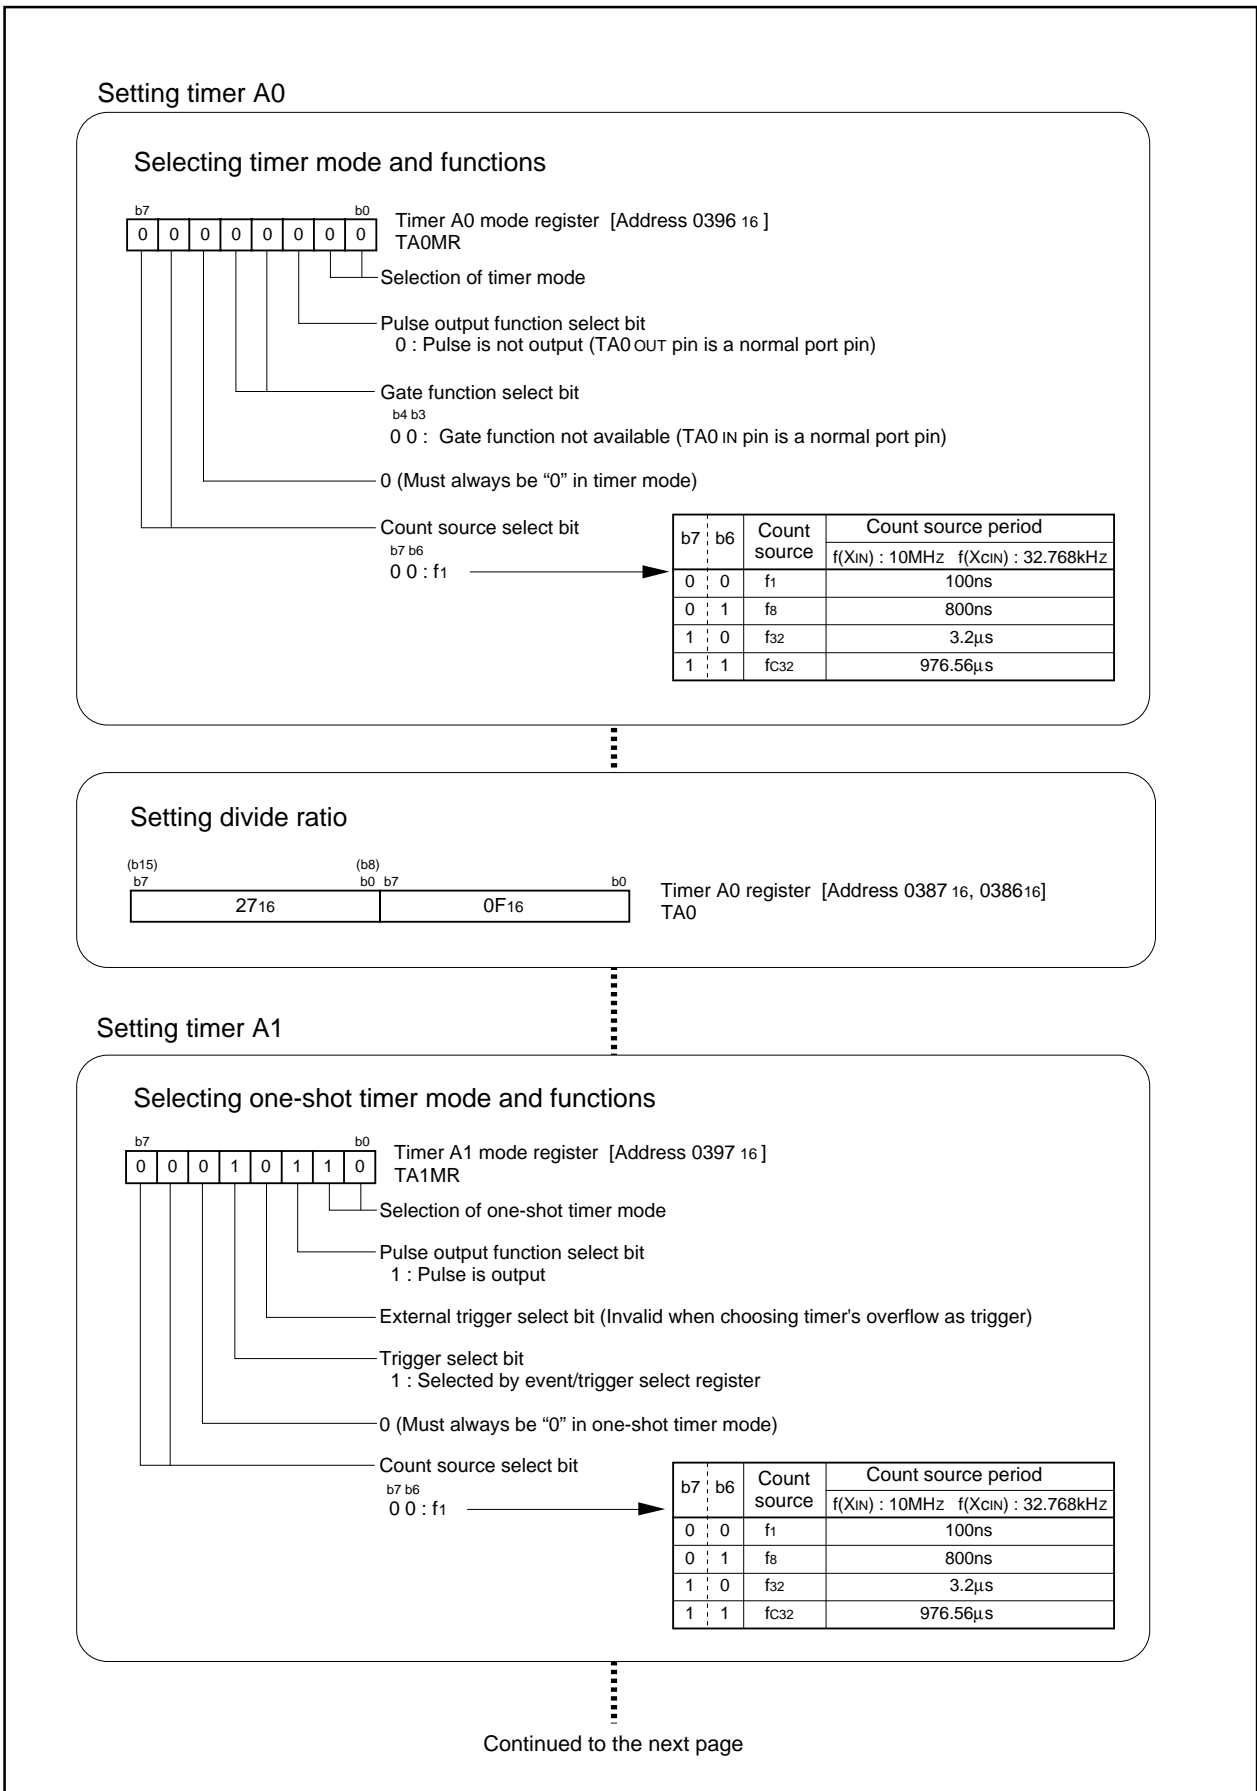 Setting timer A0
Selecting timer mode and functions
b7 b0
0 0 0 0 0 0 0 0
Timer A0 mode register [Address 0396 16 ]
TA0MR
Selection of timer mode
Pulse output function select bit
0 : Pulse is not output (TA0 OUT pin is a normal port pin)
Gate function select bit
b4 b3
0 0 : Gate function not available (TA0 IN pin is a normal port pin)
0 (Must always be “0” in timer mode)
Count source select bit
b7 b6
0 0 : f1
b7 b6 Count source Count source period
f(XIN) : 10MHz f(XCIN) : 32.768kHz
0 0 f1 100ns
0 1 f8 800ns
1 0 f32 3.2μs
1 1 fC32 976.56μs
Setting divide ratio
(b15) (b8)
b7 b0 b7 b0
2716 0F16
Timer A0 register [Address 0387 16, 038616]
TA0
Setting timer A1
Selecting one-shot timer mode and functions
b7 b0
0 0 0 1 0 1 1 0
Timer A1 mode register [Address 0397 16 ]
TA1MR
Selection of one-shot timer mode
Pulse output function select bit
1 : Pulse is output
External trigger select bit (Invalid when choosing timer's overflow as trigger)
Trigger select bit
1 : Selected by event/trigger select register
0 (Must always be “0” in one-shot timer mode)
Count source select bit
b7 b6
0 0 : f1
b7 b6 Count source Count source period
f(XIN) : 10MHz f(XCIN) : 32.768kHz
0 0 f1 100ns
0 1 f8 800ns
1 0 f32 3.2μs
1 1 fC32 976.56μs
Continued to the next page